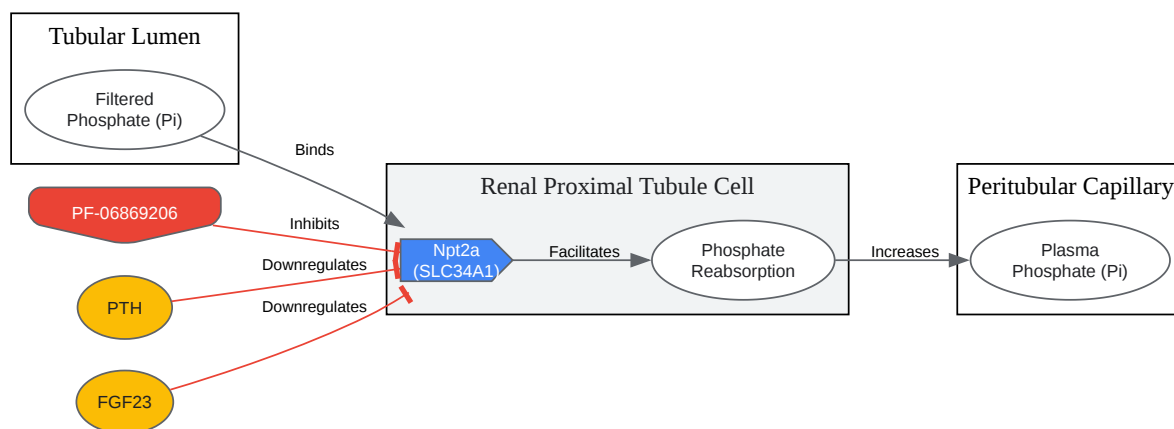 Tubular Lumen
Filtered
Phosphate (Pi)
Binds
PF-06869206
Inhibits
Downregulates
PTH
Downregulates
FGF23
Renal Proximal Tubule Cell
Npt2a
(SLC34A1)
Facilitates
Phosphate
Reabsorption
Increases
Peritubular Capillary
Plasma
Phosphate (Pi)